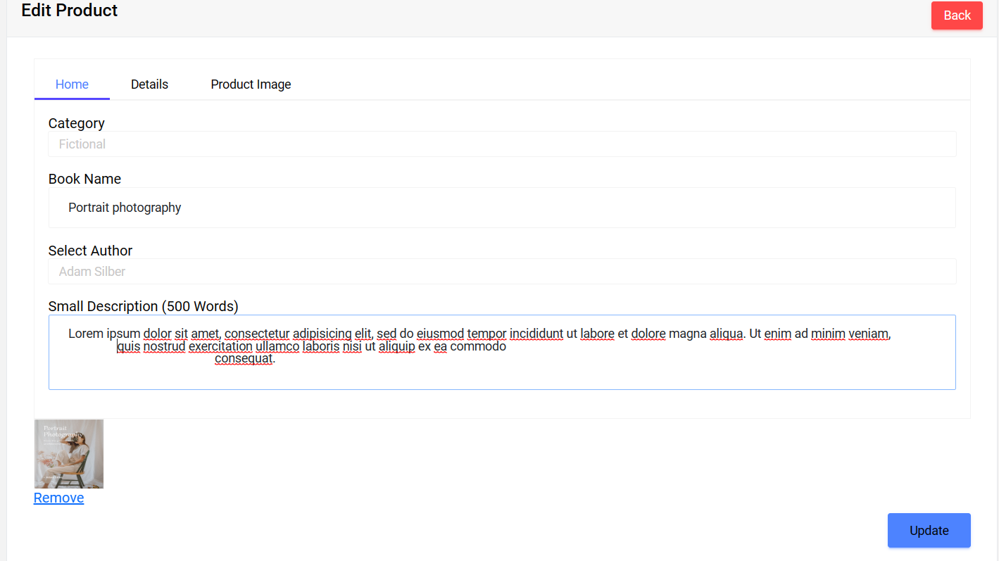 Edit Product
Back
Home
Details
Product Image
Category
Fictional
Book Name
Portrait photography
Select Author
Adam Silber
Small Description (500 Words)
Lorem ipsum dolor sit amet, consectetur adipisicing elit, sed do eiusmod tempor incididunt ut labore et dolore magna aliqua. Ut enim ad minim veniam,
quis nostrud exercitation ullamco laboris nisi ut aliquip ex ea commodo
consequat.
Portrait
Photography
Remove
Update